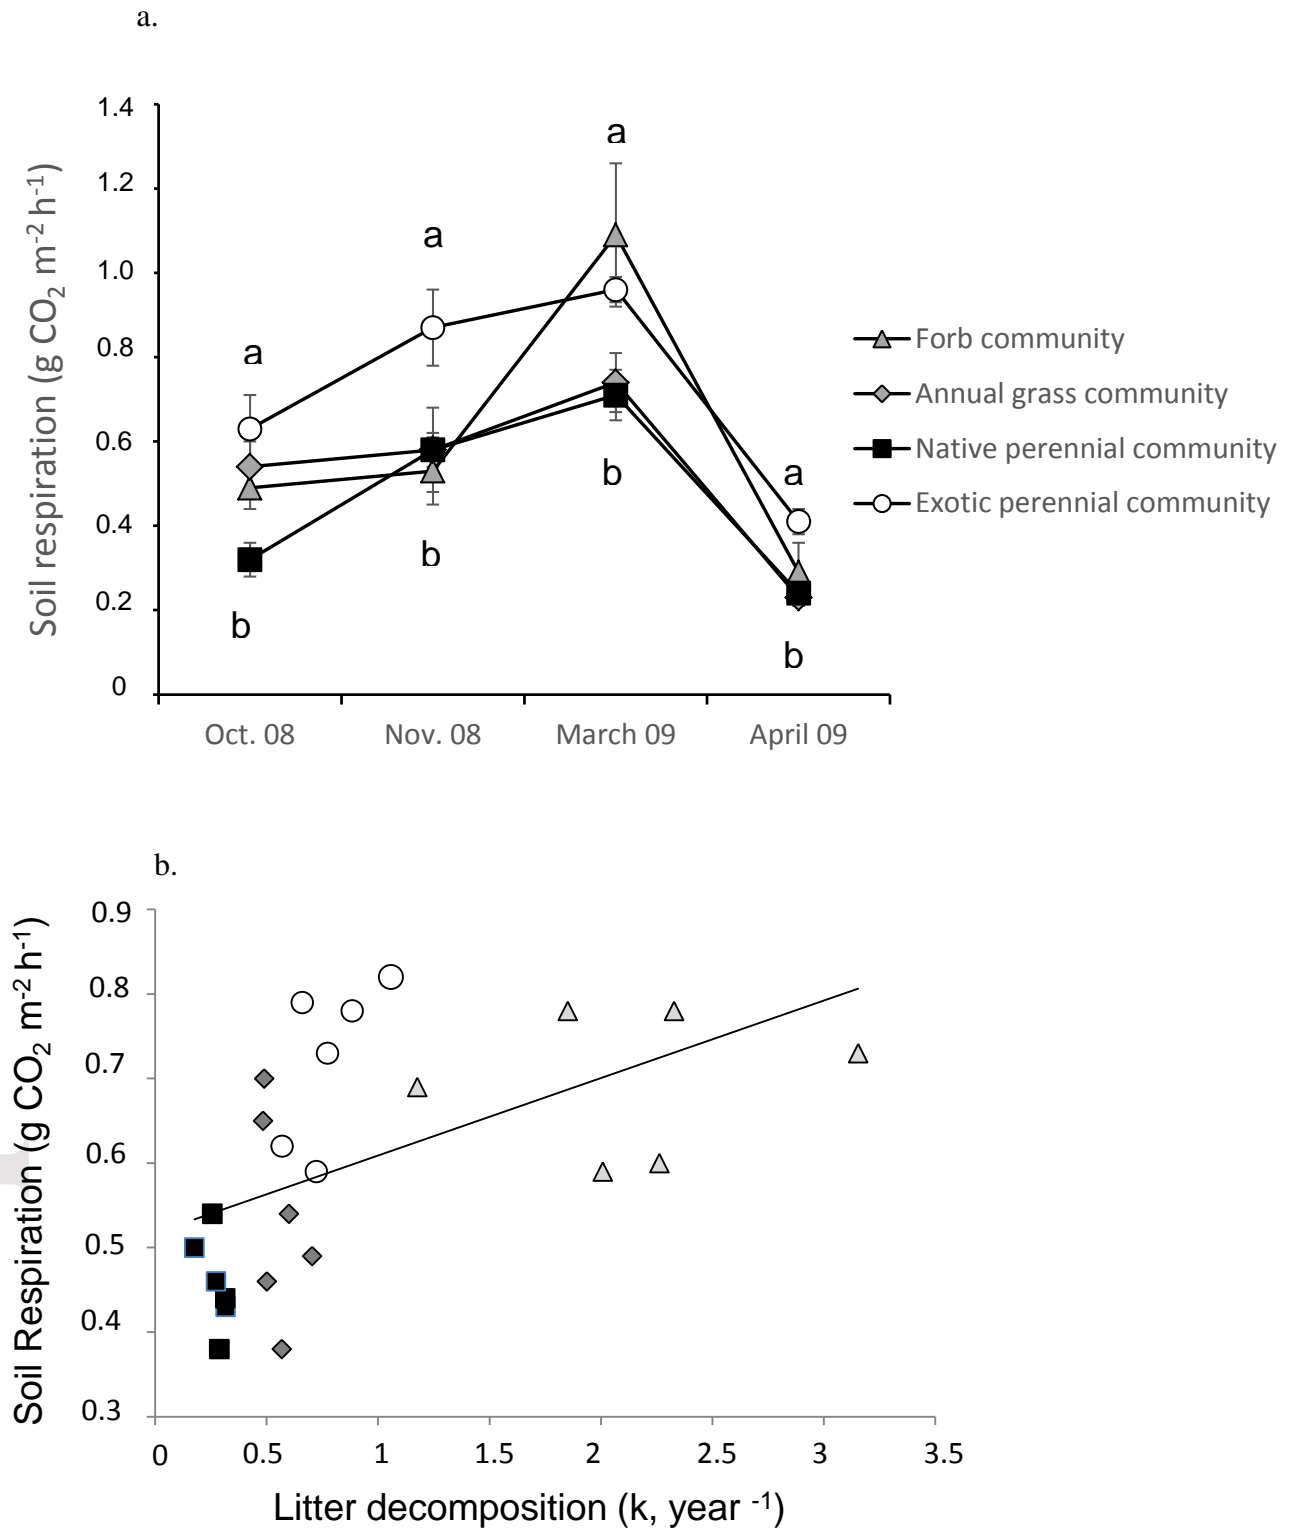 a.
1.4
1.2
1.0
0.8
0.6
0.4
0.2
0
Soil respiration (g CO₂ m⁻² h⁻¹)
a
b
a
b
a
b
a
b
Oct. 08
Nov. 08
March 09
April 09
Forb community
Annual grass community
Native perennial community
Exotic perennial community
b.
0.9
0.8
0.7
0.6
0.5
0.4
0.3
Soil Respiration (g CO₂ m⁻² h⁻¹)
0
0.5
1
1.5
2
2.5
3
3.5
Litter decomposition (k, year ⁻¹)